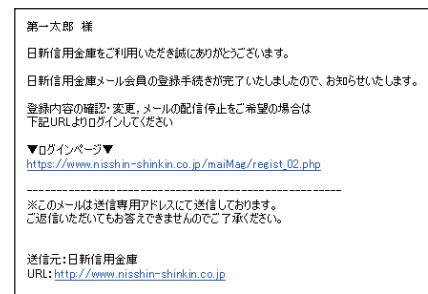 第一太郎 様
日新信用金庫をご利用いただき誠にありがとうございます。
日新信用金庫メール会員の登録手続きが完了いたしましたので、お知らせいたします。
登録内容の確認・変更，メールの配信停止をご希望の場合は
下記URLよりログインしてください
▼ログインページ▼
https://www.nisshin-shinkin.co.jp/maiMag/regist_02.php
-----------------------------------------------------
※このメールは送信専用アドレスにて送信しております。
ご返信いただいてもお答えできませんのでご了承ください。
送信元：日新信用金庫
URL：http://www.nisshin-shinkin.co.jp